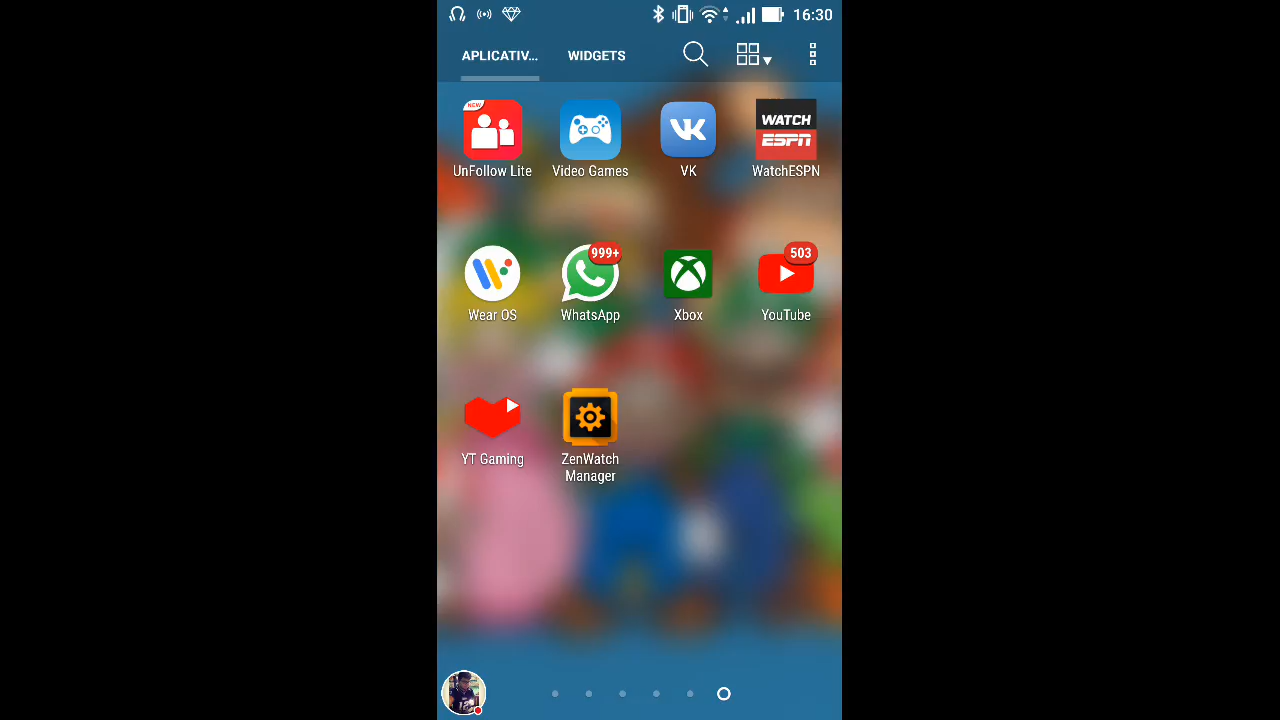 16:30
APLICATIV...
WIDGETS
NEW
WATCH
ESPN
UnFollow Lite
Video Games
VK
WatchESPN
999+
503
Wear OS
WhatsApp
Xbox
YouTube
YT Gaming
ZenWatch
Manager